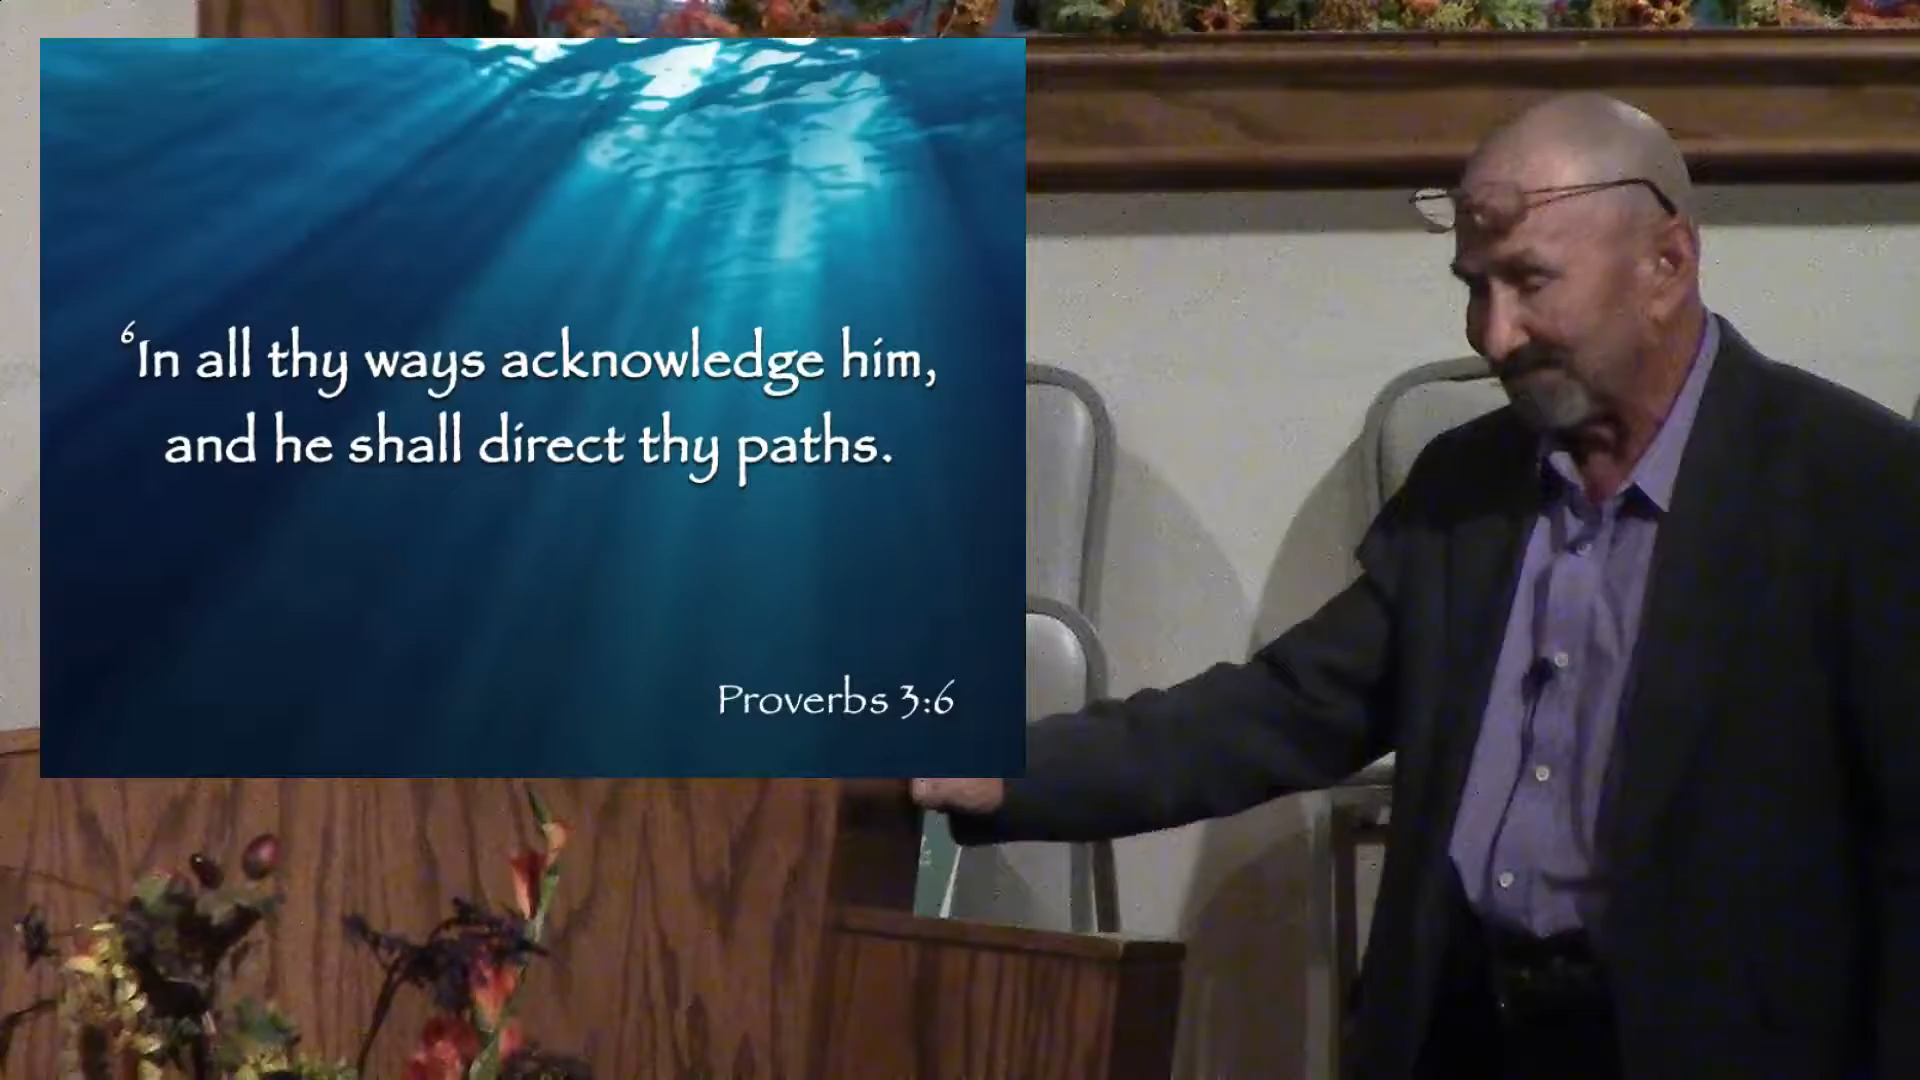 ⁶In all thy ways acknowledge him,
and he shall direct thy paths.
Proverbs 3:6